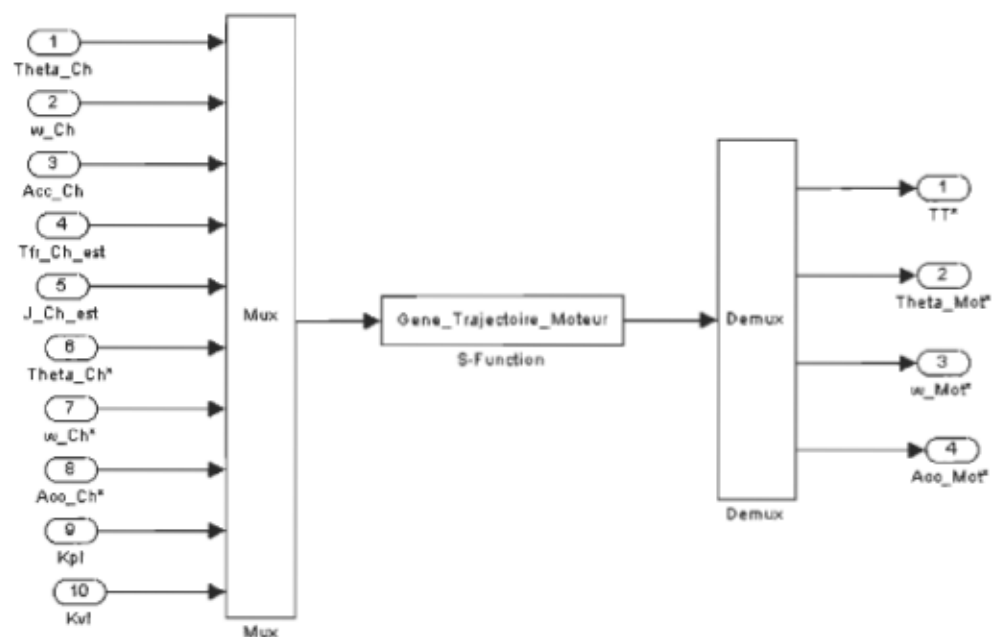 1
Theta_Ch
2
w_Ch
3
Acc_Ch
4
Tfr_Ch_est
5
J_Ch_est
6
Theta_Ch*
7
w_Ch*
8
Acc_Ch*
9
Kpl
10
Kvl
Mux
Mux
Gene_Trajectoire_Moteur
S-Function
Demux
Demux
1
TT*
2
Theta_Mot*
3
w_Mot*
4
Acc_Mot*